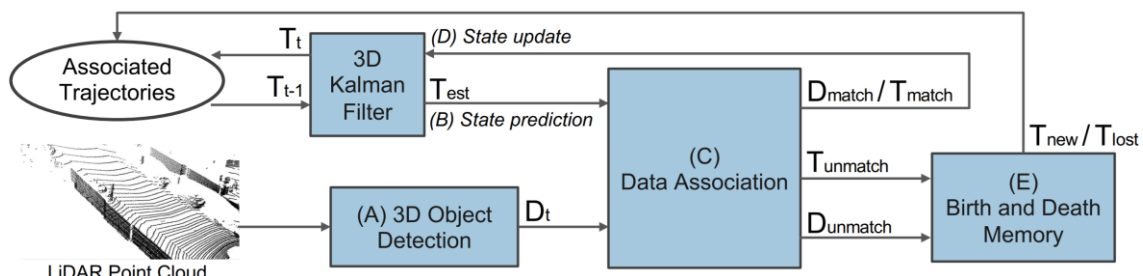 Associated
Trajectories
Tt
Tt-1
3D
Kalman
Filter
(D) State update
Test
(B) State prediction
LiDAR Point Cloud
(A) 3D Object
Detection
Dt
(C)
Data Association
Dmatch / Tmatch
Tunmatch
Dunmatch
Tnew / Tlost
(E)
Birth and Death
Memory